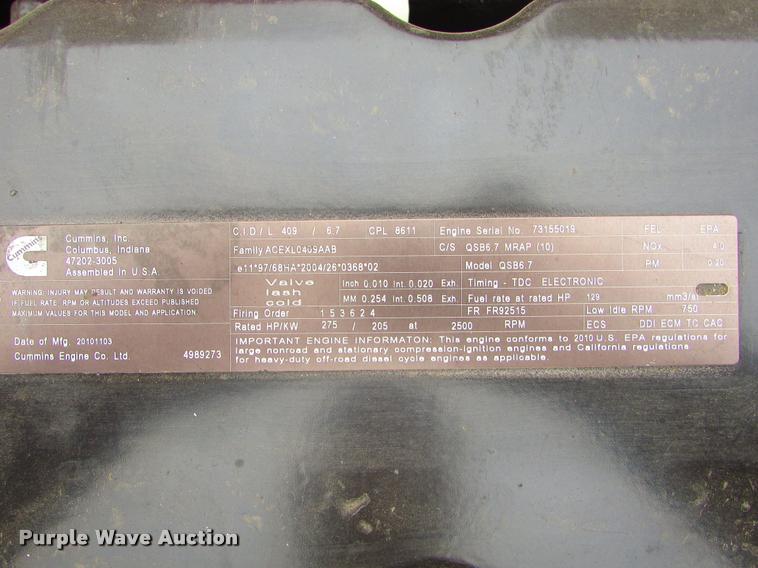 Cummins
Cummins, Inc.
Columbus, Indiana
47202-3005
Assembled in U.S.A.
WARNING: INJURY MAY RESULT AND WARRANTY IS VOIDED
IF FUEL RATE, RPM OR ALTITUDES EXCEED PUBLISHED
MAXIMUM VALUES FOR THIS MODEL AND APPLICATION.
Date of Mfg. 20101103
Cummins Engine Co. Ltd. 4989273
C.I.D / L 409 / 6.7 CPL 8611
Family ACEXL0409AAB
e11*97/68HA*2004/26*0368*02
Valve lash cold
Inch 0.010 Int. 0.020 Exh.
MM 0.254 Int. 0.508 Exh.
Firing Order 1 5 3 6 2 4
Rated HP/KW 275 / 205 at 2500 RPM
Engine Serial No. 73155019
C/S QSB6.7 MRAP (10)
Model QSB6.7
Timing - TDC ELECTRONIC
Fuel rate at rated HP 129 mm3/st
FR FR92515 Low Idle RPM 750
ECS DDI ECM TC CAC
FEL EPA
NOx 4.0
PM 0.20
IMPORTANT ENGINE INFORMATON: This engine conforms to 2010 U.S. EPA regulations for
large nonroad and stationary compression-ignition engines and California regulations
for heavy-duty off-road diesel cycle engines as applicable.
Purple Wave Auction